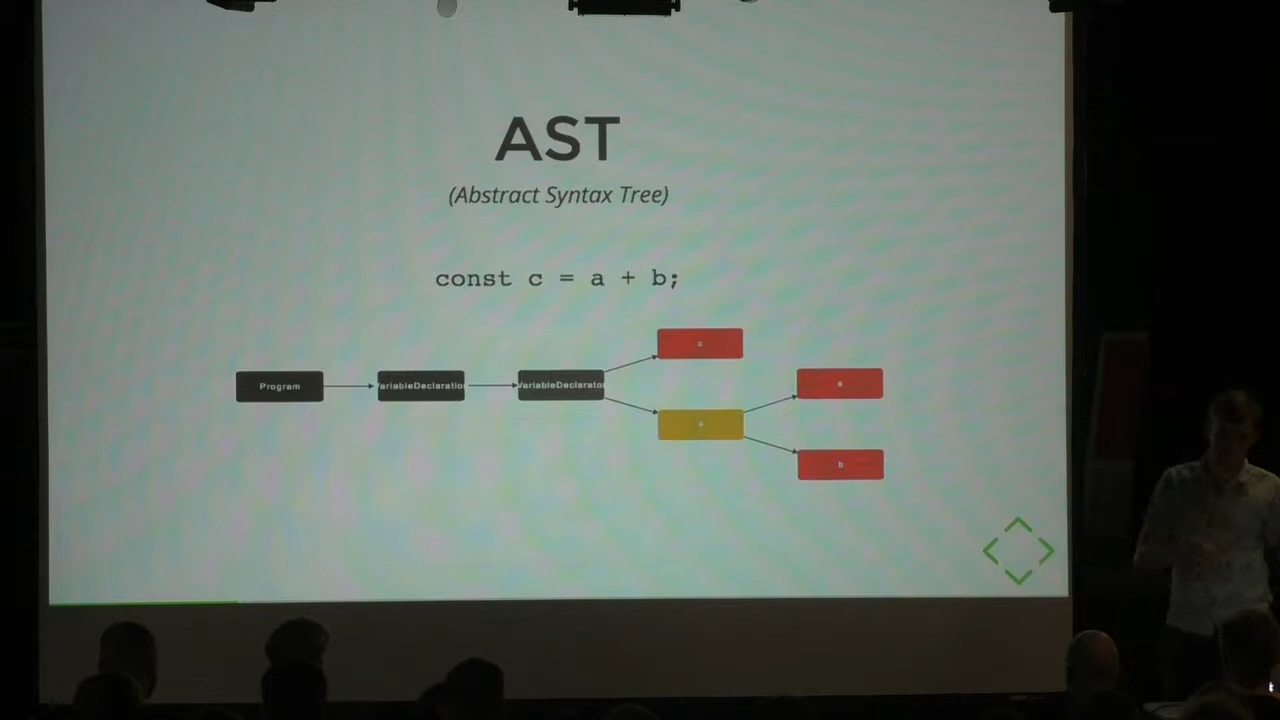 AST
(Abstract Syntax Tree)
const c = a + b;
c
Program
VariableDeclaration
VariableDeclarator
a
+
b